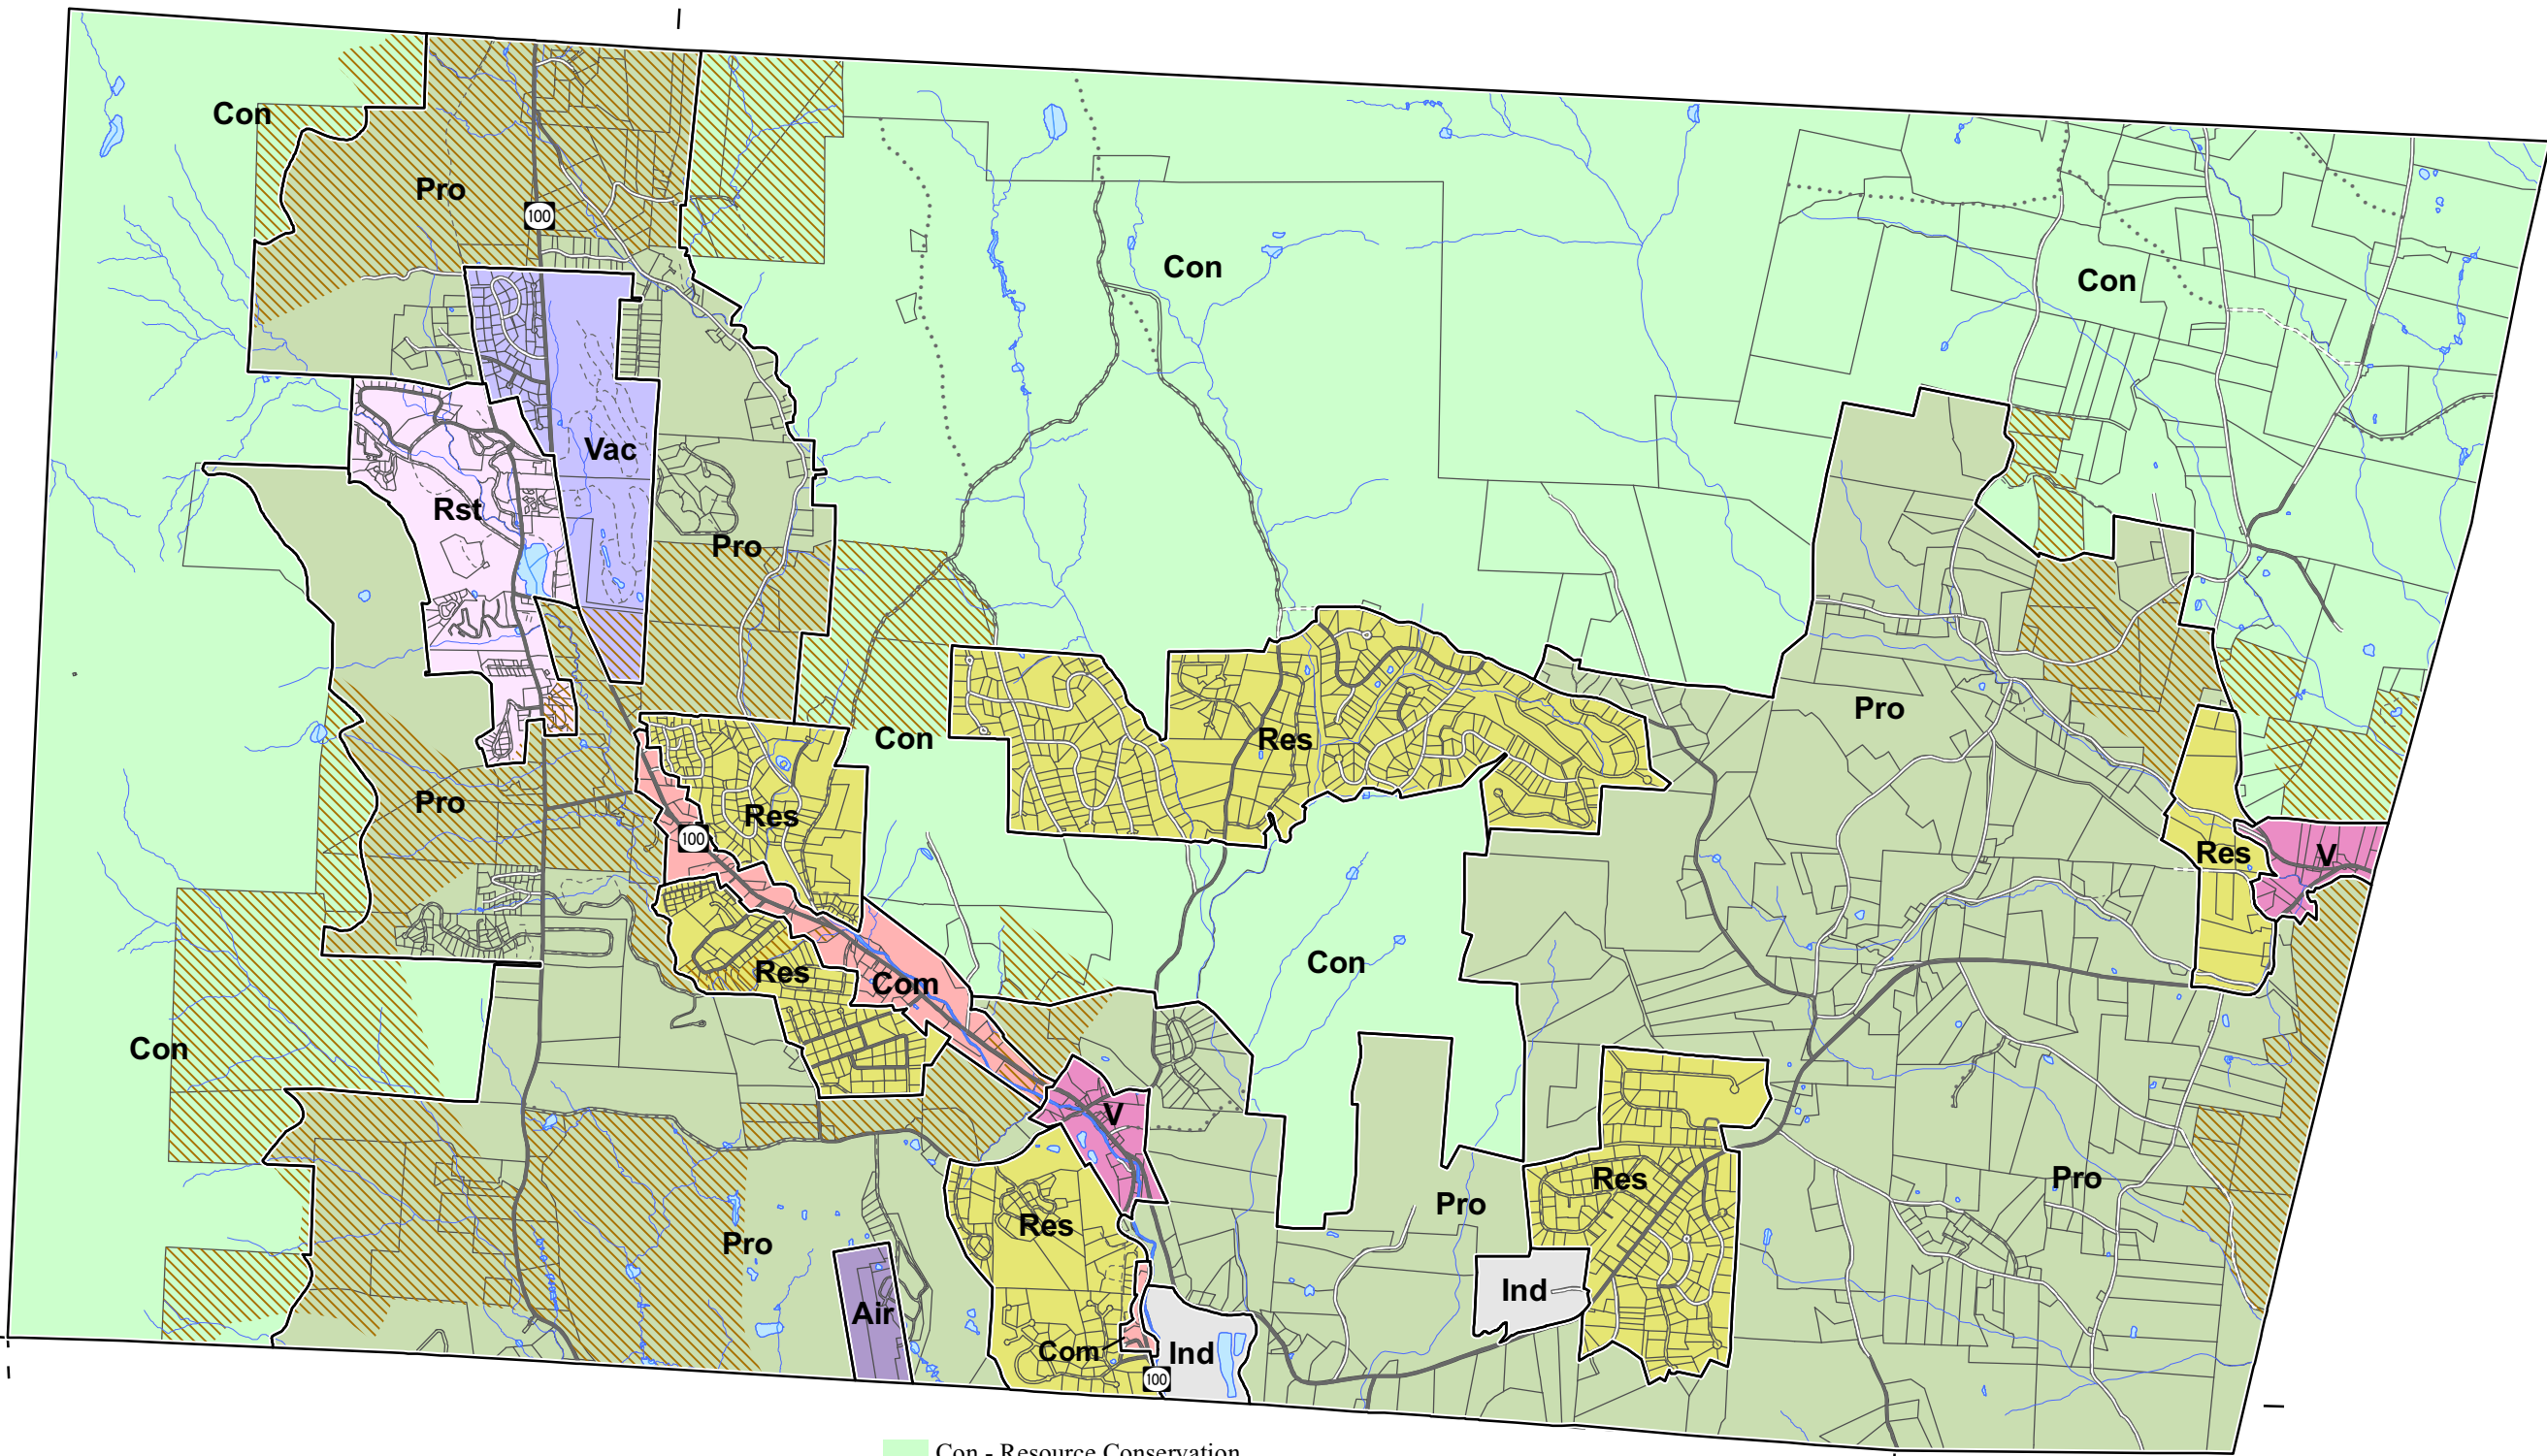 Con
Pro
100
Con
Con
Vac
Rst
Pro
Pro
Con
Res
Pro
Res
100
Res
V
Res
Com
Con
Con
V
Res
Pro
Res
Pro
Pro
Ind
Air
Com
Ind
100
Con - Resource Conservation